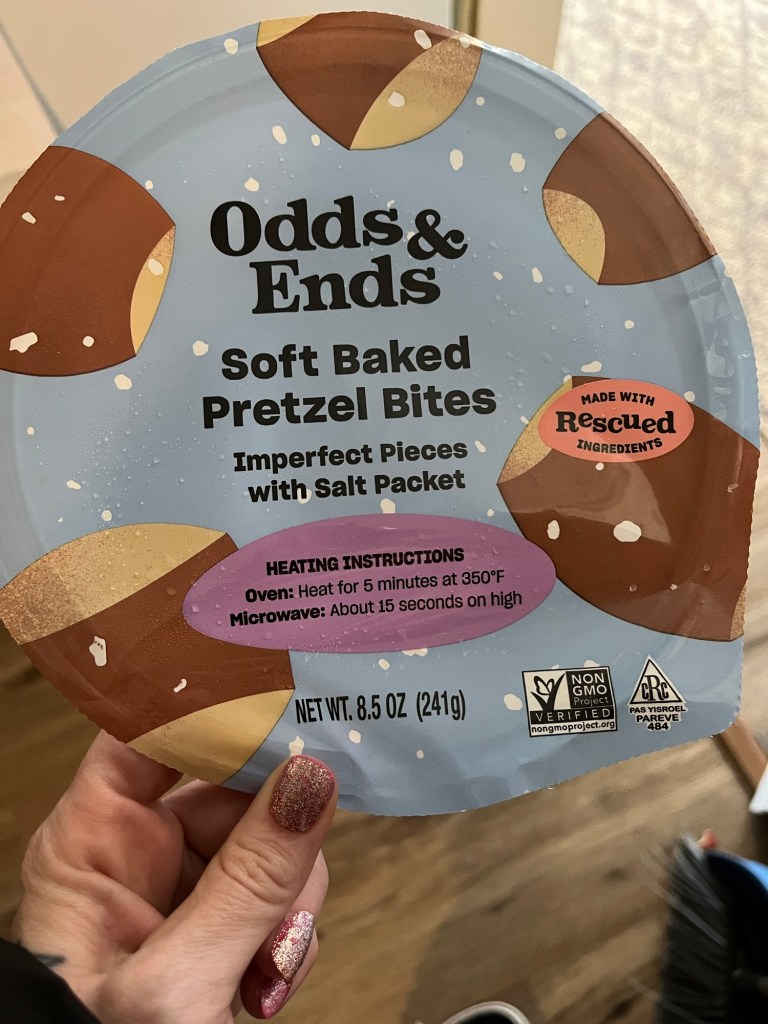 Odds &
Ends
Soft Baked
Pretzel Bites
Imperfect Pieces
with Salt Packet
MADE WITH
Rescued
INGREDIENTS
HEATING INSTRUCTIONS
Oven: Heat for 5 minutes at 350°F
Microwave: About 15 seconds on high
NET WT. 8.5 OZ (241g)
NON
GMO
Project
VERIFIED
nongmoproject.org
cRc
PAS YISROEL
PAREVE
484